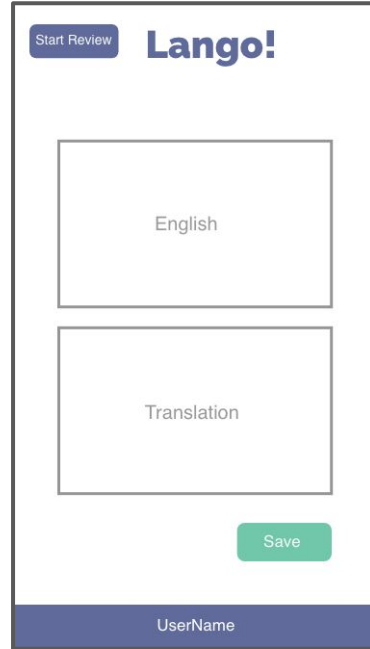 Start Review
Lango!
English
Translation
Save
UserName